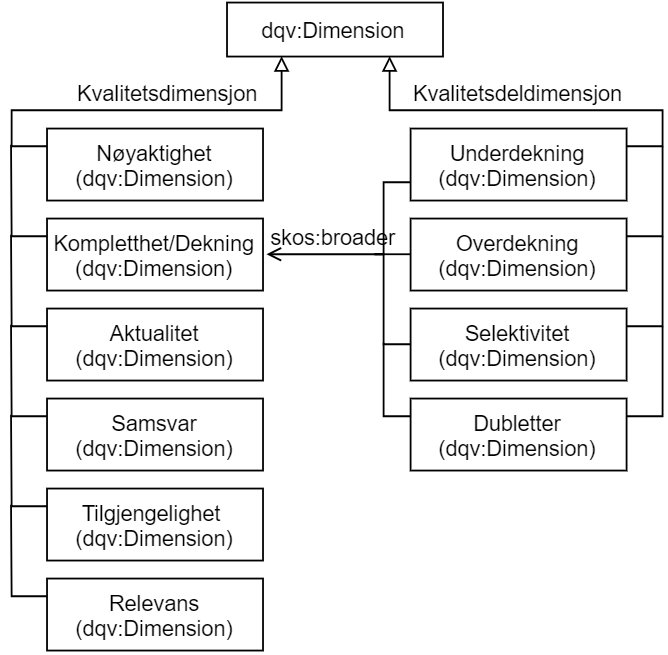 dqv:Dimension
Kvalitetsdimensjon
Kvalitetsdeldimensjon
Nøyaktighet
(dqv:Dimension)
Underdekning
(dqv:Dimension)
Kompletthet/Dekning
(dqv:Dimension)
skos:broader
Overdekning
(dqv:Dimension)
Aktualitet
(dqv:Dimension)
Selektivitet
(dqv:Dimension)
Samsvar
(dqv:Dimension)
Dubletter
(dqv:Dimension)
Tilgjengelighet
(dqv:Dimension)
Relevans
(dqv:Dimension)